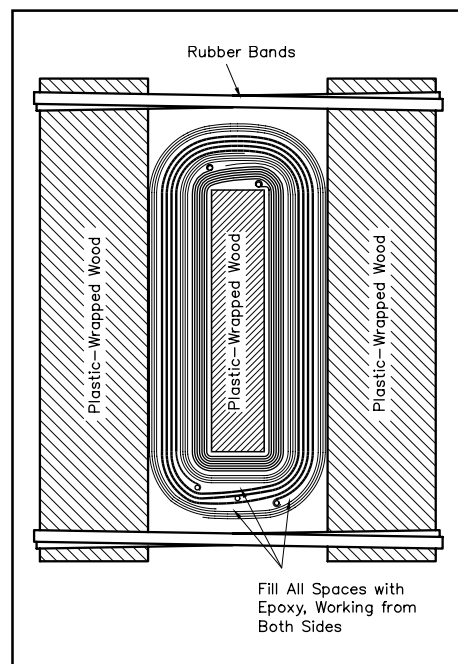 Rubber Bands
Plastic-Wrapped Wood
Plastic-Wrapped Wood
Plastic-Wrapped Wood
Fill All Spaces with
Epoxy, Working from
Both Sides